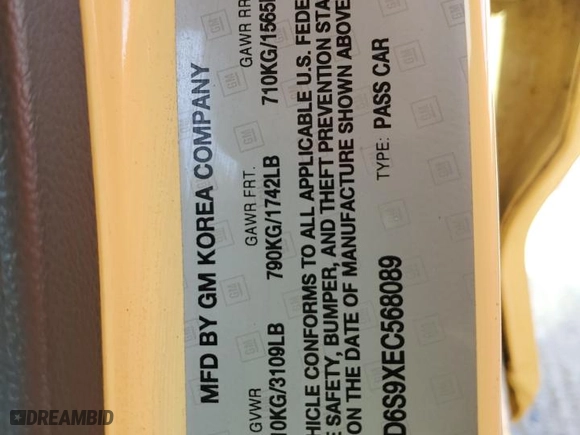 MFD BY GM KOREA COMPANY
GVWR GAWR FRT. GAWR RR
10KG/3109LB 790KG/1742LB 710KG/1565
HICLE CONFORMS TO ALL APPLICABLE U.S. FEDE
E SAFETY, BUMPER, AND THEFT PREVENTION STA
ON THE DATE OF MANUFACTURE SHOWN ABOVE
D6S9XEC568089 TYPE: PASS CAR
GM
DREAMBID